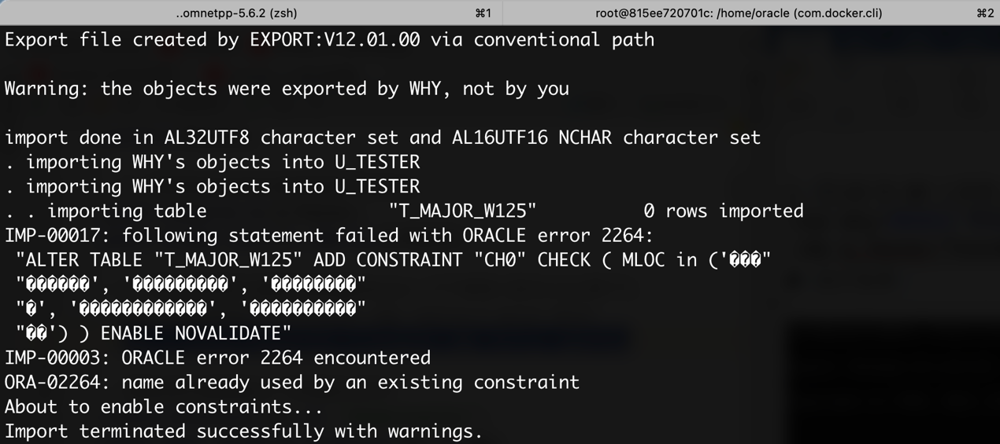 ..omnetpp-5.6.2 (zsh) ⌘1 root@815ee720701c: /home/oracle (com.docker.cli) ⌘2
Export file created by EXPORT:V12.01.00 via conventional path
Warning: the objects were exported by WHY, not by you
import done in AL32UTF8 character set and AL16UTF16 NCHAR character set
. importing WHY's objects into U_TESTER
. importing WHY's objects into U_TESTER
. . importing table "T_MAJOR_W125" 0 rows imported
IMP-00017: following statement failed with ORACLE error 2264:
"ALTER TABLE "T_MAJOR_W125" ADD CONSTRAINT "CH0" CHECK ( MLOC in ('���"
"������', '���������', '��������"
"�', '������������', '����������"
"��') ) ENABLE NOVALIDATE"
IMP-00003: ORACLE error 2264 encountered
ORA-02264: name already used by an existing constraint
About to enable constraints...
Import terminated successfully with warnings.